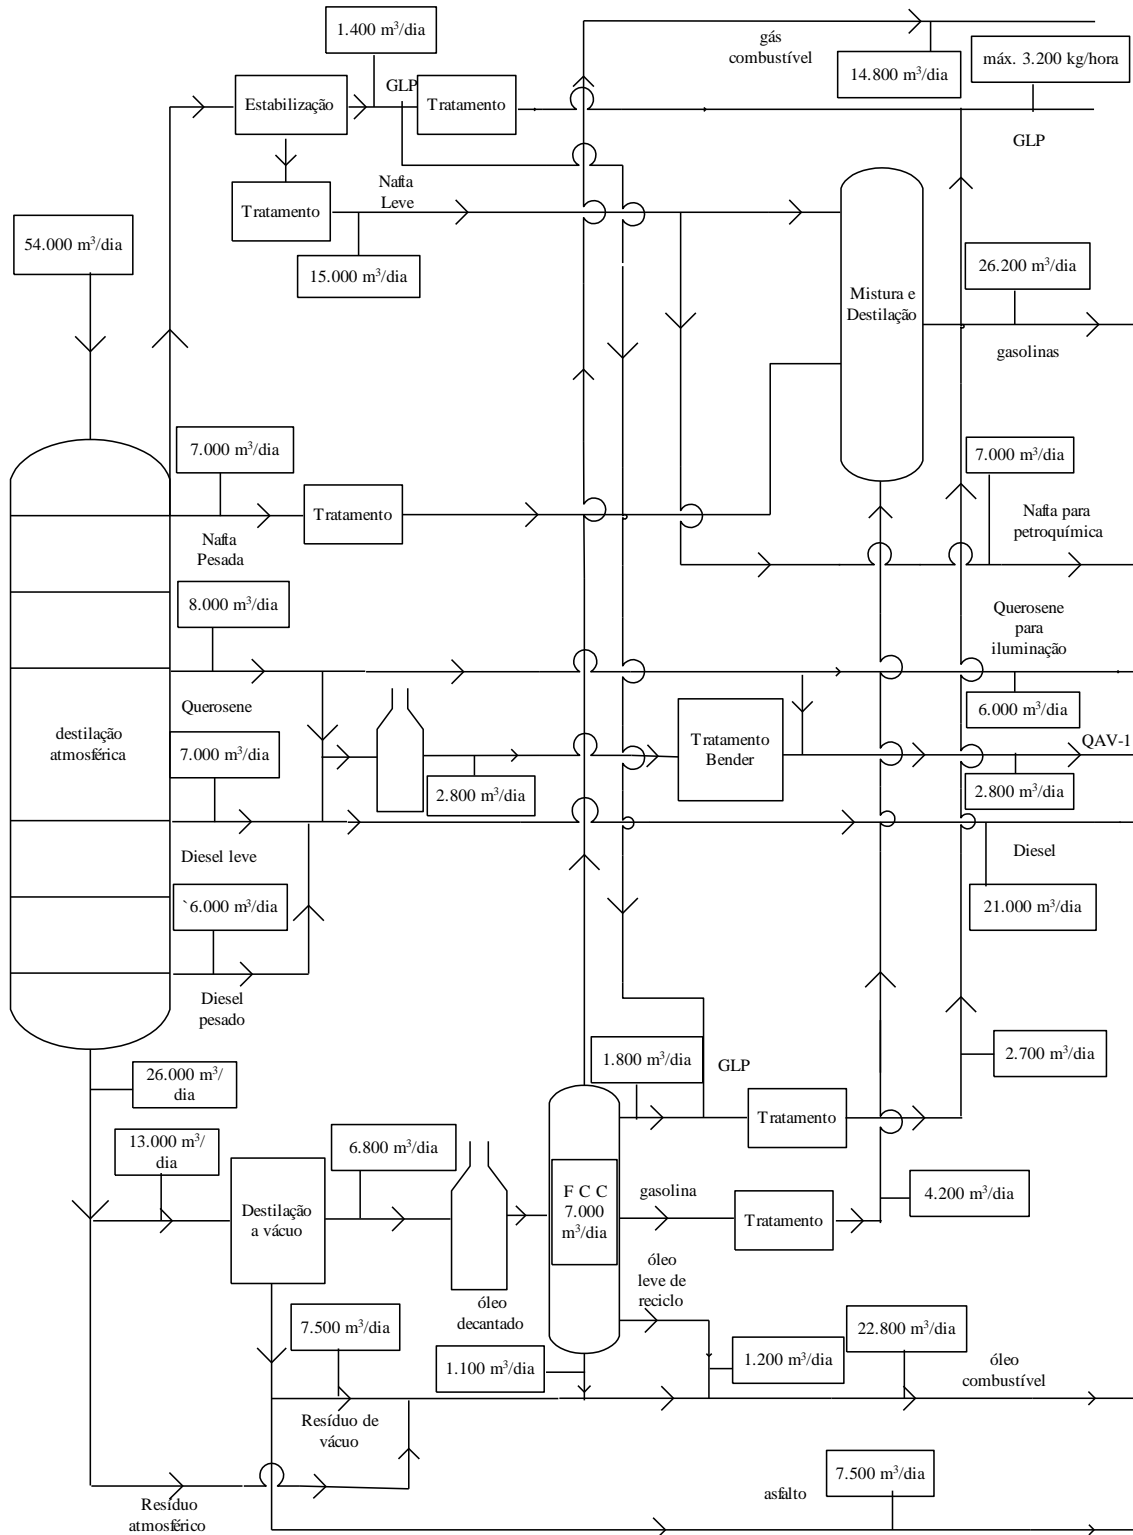 1.400 m³/dia
gás
combustível
14.800 m³/dia
máx. 3.200 kg/hora
Estabilização
GLP
Tratamento
GLP
Tratamento
Nafta
Leve
54.000 m³/dia
15.000 m³/dia
Mistura e
Destilação
26.200 m³/dia
gasolinas
7.000 m³/dia
7.000 m³/dia
Tratamento
Nafta
Pesada
Nafta para
petroquímica
8.000 m³/dia
Querosene
para
iluminação
Querosene
6.000 m³/dia
destilação
atmosférica
7.000 m³/dia
Tratamento
Bender
QAV-1
2.800 m³/dia
2.800 m³/dia
Diesel leve
Diesel
`6.000 m³/dia
21.000 m³/dia
Diesel
pesado
26.000 m³/
dia
1.800 m³/dia
GLP
2.700 m³/dia
Tratamento
13.000 m³/
dia
6.800 m³/dia
Destilação
a vácuo
F C C
7.000
m³/dia
gasolina
Tratamento
4.200 m³/dia
óleo
leve de
reciclo
óleo
decantado
7.500 m³/dia
22.800 m³/dia
1.100 m³/dia
1.200 m³/dia
óleo
combustível
Resíduo de
vácuo
7.500 m³/dia
asfalto
Resíduo
atmosférico